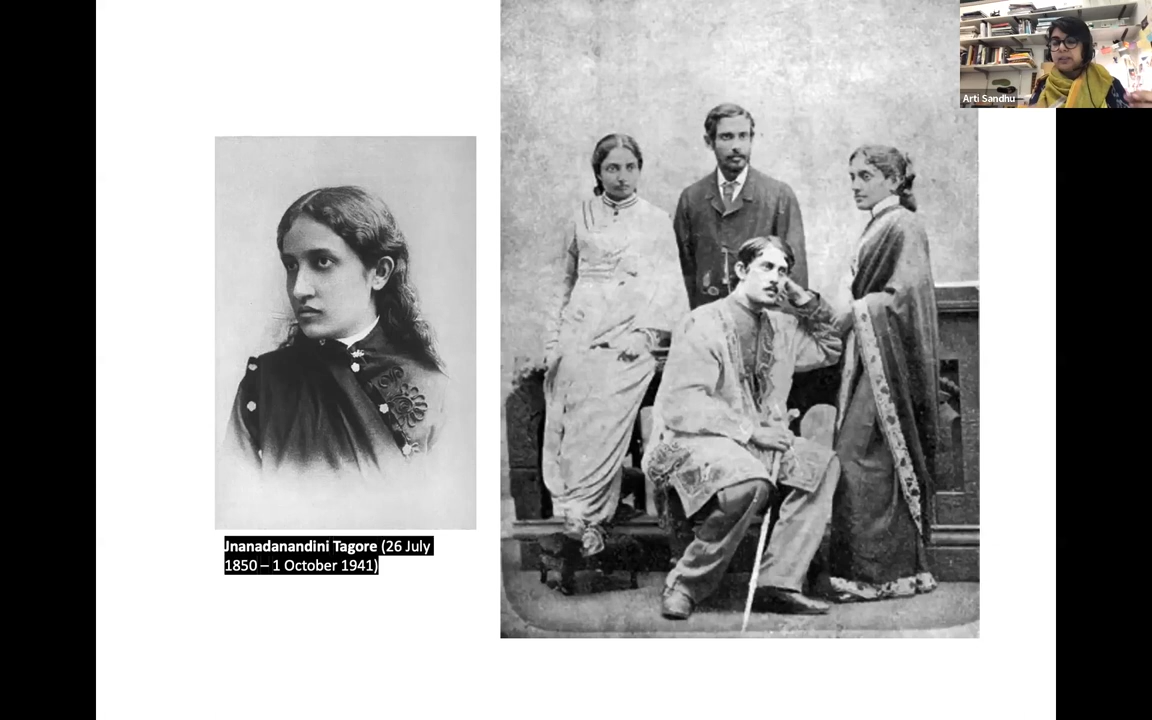 Arti Sandhu
Jnanadanandini Tagore (26 July
1850 – 1 October 1941)